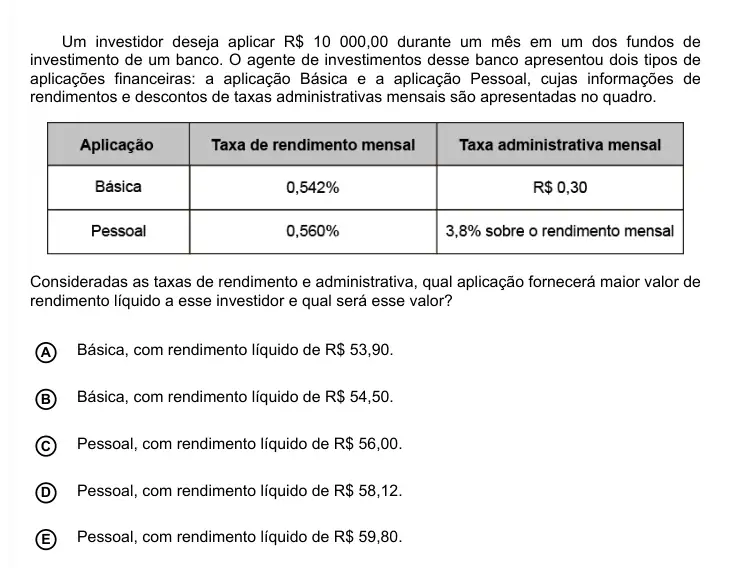 Um investidor deseja aplicar R$ 10 000,00 durante um mês em um dos fundos de
investimento de um banco. O agente de investimentos desse banco apresentou dois tipos de
aplicações financeiras: a aplicação Básica e a aplicação Pessoal, cujas informações de
rendimentos e descontos de taxas administrativas mensais são apresentadas no quadro.
Aplicação Taxa de rendimento mensal Taxa administrativa mensal
Básica 0,542% R$ 0,30
Pessoal 0,560% 3,8% sobre o rendimento mensal
Consideradas as taxas de rendimento e administrativa, qual aplicação fornecerá maior valor de
rendimento líquido a esse investidor e qual será esse valor?
A Básica, com rendimento líquido de R$ 53,90.
B Básica, com rendimento líquido de R$ 54,50.
C Pessoal, com rendimento líquido de R$ 56,00.
D Pessoal, com rendimento líquido de R$ 58,12.
E Pessoal, com rendimento líquido de R$ 59,80.